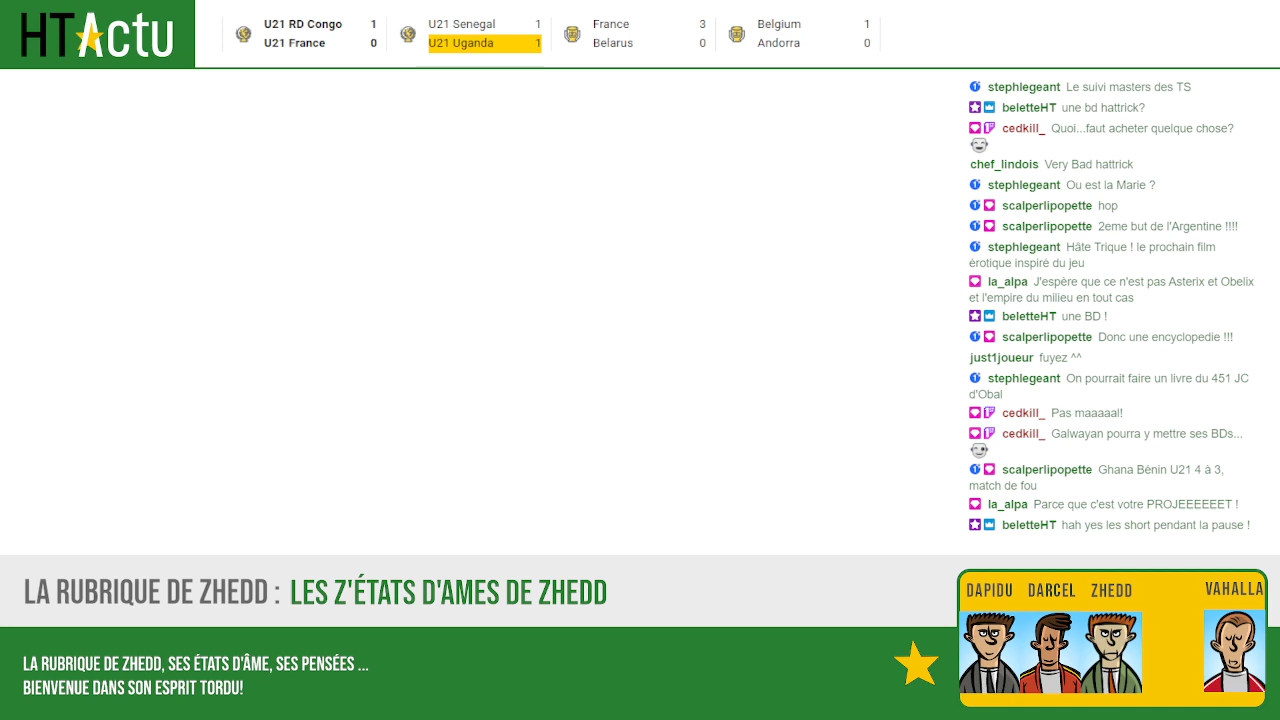 HTActu
U21 RD Congo 1
U21 France 0
U21 Senegal 1
U21 Uganda 1
France 3
Belarus 0
Belgium 1
Andorra 0
stephlegeant Le suivi masters des TS
beletteHT une bd hattrick?
cedkill_ Quoi...faut acheter quelque chose?
chef_lindois Very Bad hattrick
stephlegeant Ou est la Marie ?
scalperlipopette hop
scalperlipopette 2eme but de l'Argentine !!!!
stephlegeant Hâte Trique ! le prochain film
érotique inspiré du jeu
la_alpa J'espère que ce n'est pas Asterix et Obelix
et l'empire du milieu en tout cas
beletteHT une BD !
scalperlipopette Donc une encyclopedie !!!
just1joueur fuyez ^^
stephlegeant On pourrait faire un livre du 451 JC
d'Obal
cedkill_ Pas maaaaal!
cedkill_ Galwayan pourra y mettre ses BDs...
scalperlipopette Ghana Bénin U21 4 à 3,
match de fou
la_alpa Parce que c'est votre PROJEEEEEET !
beletteHT hah yes les short pendant la pause !
LA RUBRIQUE DE ZHEDD : LES Z'ÉTATS D'AMES DE ZHEDD
DAPIDU DARCEL ZHEDD VAHALLA
LA RUBRIQUE DE ZHEDD, SES ÉTATS D'ÂME, SES PENSÉES ...
BIENVENUE DANS SON ESPRIT TORDU!